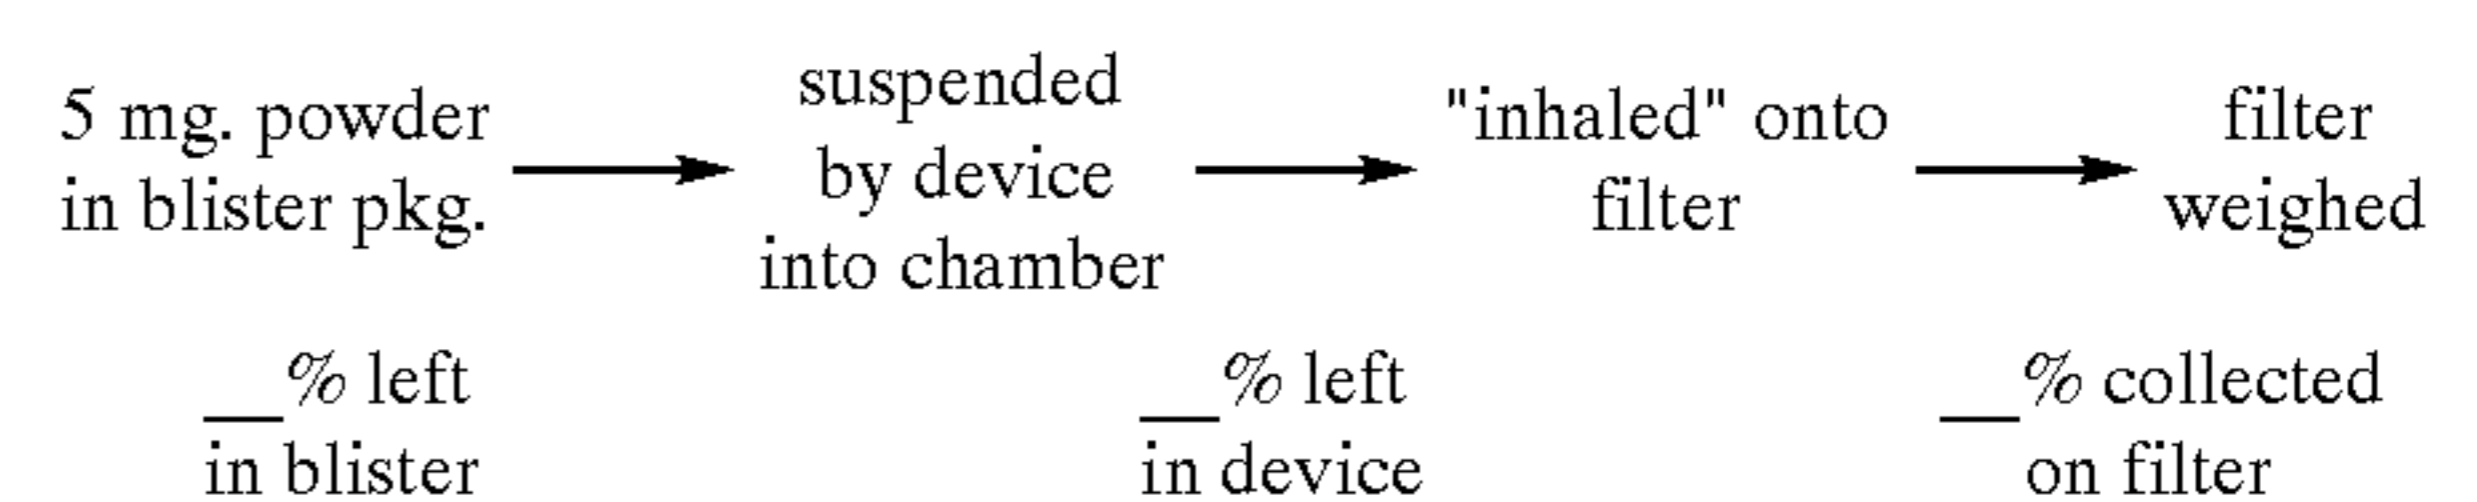 5 mg. powder
in blister pkg.
suspended
by device
into chamber
"inhaled" onto
filter
filter
weighed
__% left
in blister
__% left
in device
__% collected
on filter